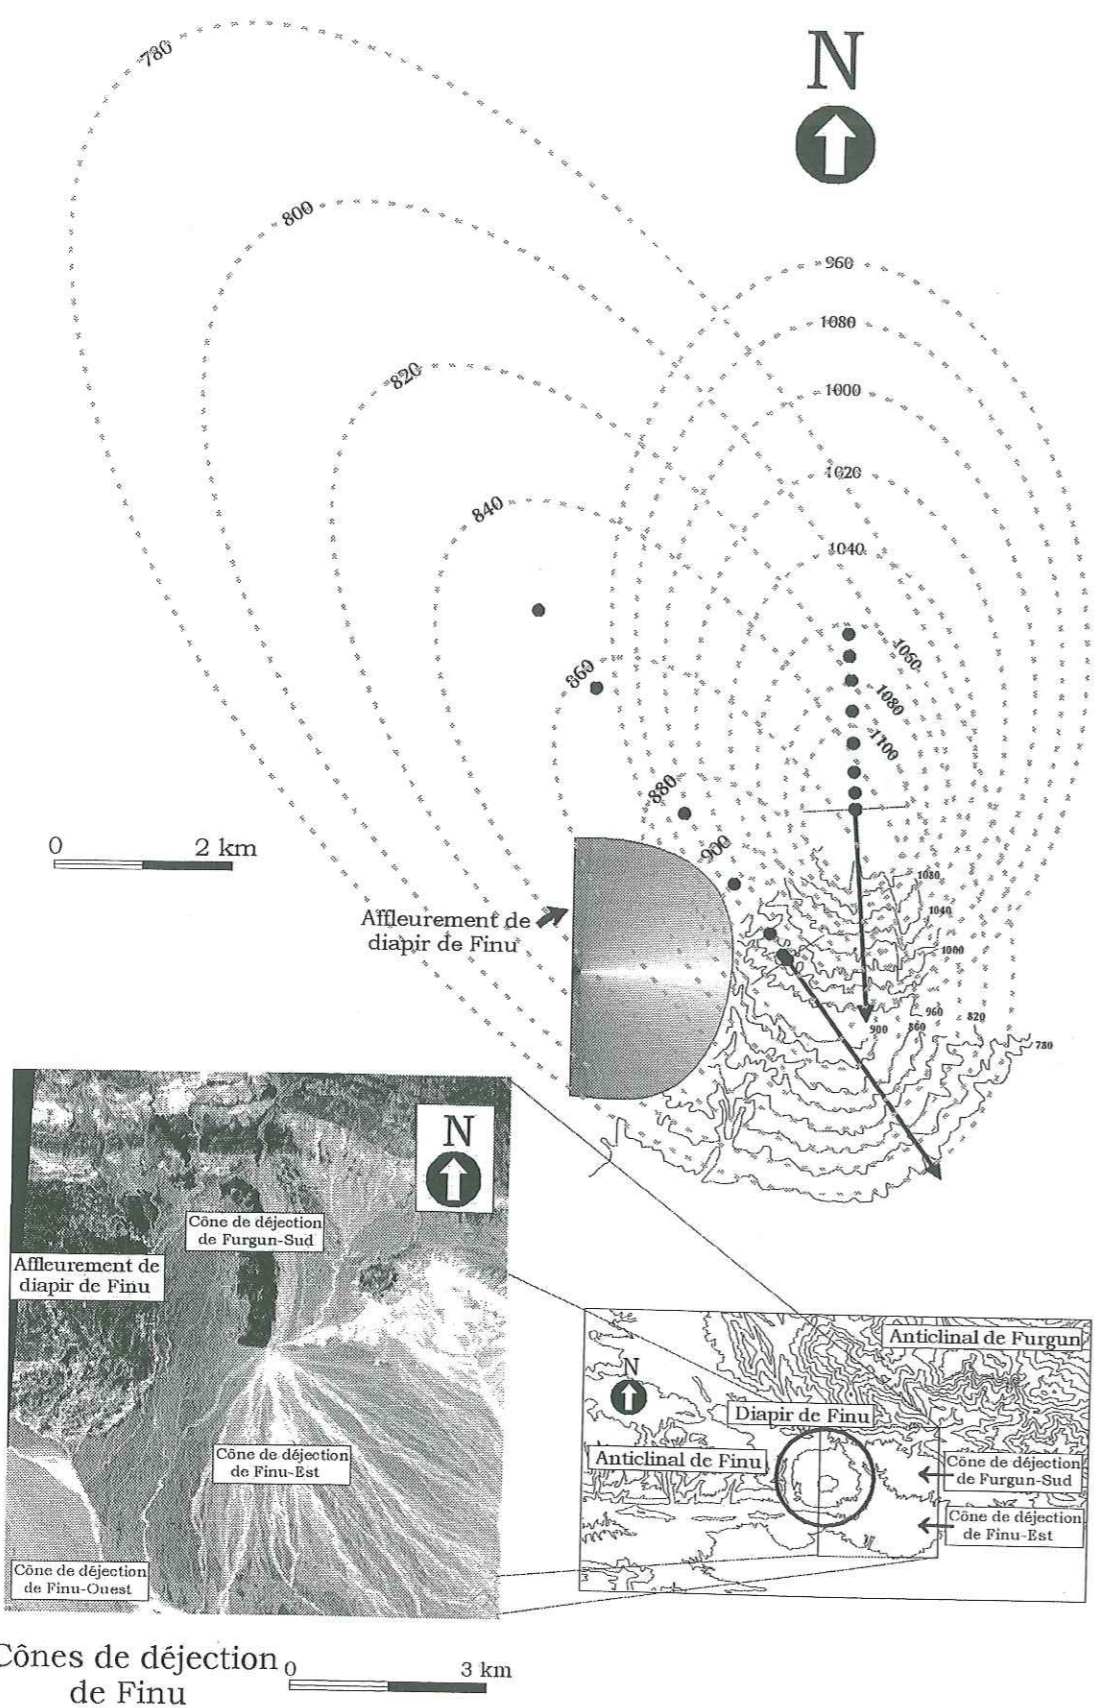 N
780
800
820
840
860
880
900
960
1080
1000
1020
1040
1060
1080
1100
0 2 km
Affleurement de
diapir de Finu
1080
1040
1000
960
900
860
820
780
N
Cône de déjection
de Furgun-Sud
Affleurement de
diapir de Finu
Cône de déjection
de Finu-Est
Cône de déjection
de Finu-Ouest
N
Anticlinal de Furgun
Diapir de Finu
Anticlinal de Finu
Cône de déjection
de Furgun-Sud
Cône de déjection
de Finu-Est
Cônes de déjection
de Finu
0 3 km